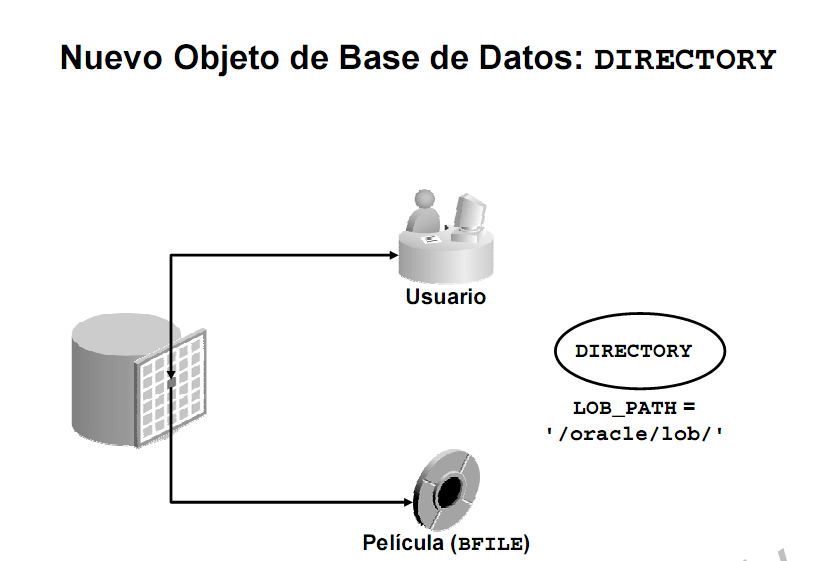 Nuevo Objeto de Base de Datos: DIRECTORY
Usuario
DIRECTORY
LOB_PATH =
'/oracle/lob/'
Película (BFILE)